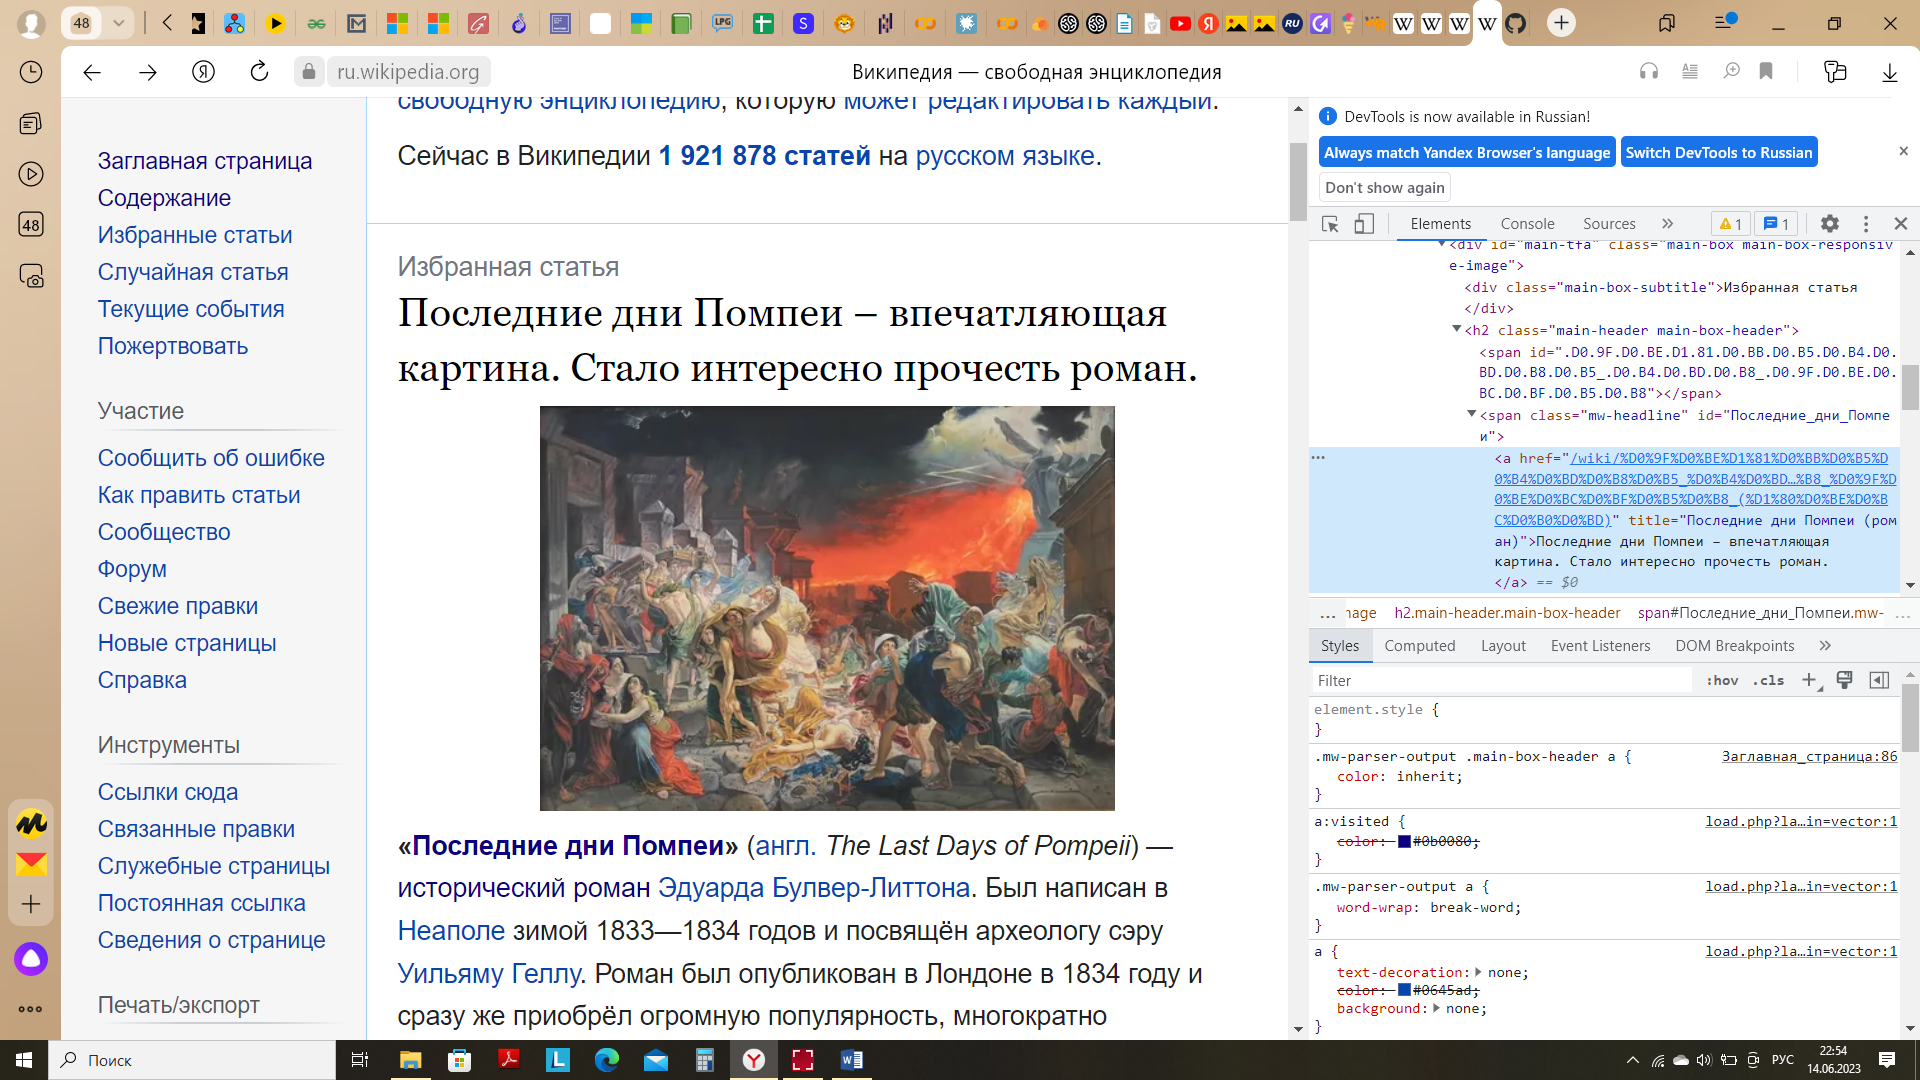 48
LPG
S
RU
W
W
W
W
ru.wikipedia.org
Википедия — свободная энциклопедия
48
Заглавная страница
Содержание
Избранные статьи
Случайная статья
Текущие события
Пожертвовать
Участие
Сообщить об ошибке
Как править статьи
Сообщество
Форум
Свежие правки
Новые страницы
Справка
Инструменты
Ссылки сюда
Связанные правки
Служебные страницы
Постоянная ссылка
Сведения о странице
Печать/экспорт
свободную энциклопедию, которую может редактировать каждый.
Сейчас в Википедии 1 921 878 статей на русском языке.
Избранная статья
Последние дни Помпеи – впечатляющая
картина. Стало интересно прочесть роман.
«Последние дни Помпеи» (англ. The Last Days of Pompeii) —
исторический роман Эдуарда Булвер-Литтона. Был написан в
Неаполе зимой 1833—1834 годов и посвящён археологу сэру
Уильяму Геллу. Роман был опубликован в Лондоне в 1834 году и
сразу же приобрёл огромную популярность, многократно
DevTools is now available in Russian!
Always match Yandex Browser's language
Switch DevTools to Russian
Don't show again
Elements
Console
Sources
1
1
<div id="main-tfa" class="main-box main-box-responsiv
e-image">
<div class="main-box-subtitle">Избранная статья
</div>
<h2 class="main-header main-box-header">
<span id=".D0.9F.D0.BE.D1.81.D0.BB.D0.B5.D0.B4.D0.
BD.D0.B8.D0.B5_.D0.B4.D0.BD.D0.B8_.D0.9F.D0.BE.D0.
BC.D0.BF.D0.B5.D0.B8"></span>
<span class="mw-headline" id="Последние_дни_Помпе
и">
<a href="/wiki/%D0%9F%D0%BE%D1%81%D0%BB%D0%B5%D
0%B4%D0%BD%D0%B8%D0%B5_%D0%B4%D0%BD…%B8_%D0%9F%D
0%BE%D0%BC%D0%BF%D0%B5%D0%B8_(%D1%80%D0%BE%D0%B
C%D0%B0%D0%BD)" title="Последние дни Помпеи (ром
ан)">Последние дни Помпеи – впечатляющая
картина. Стало интересно прочесть роман.
</a> == $0
... mage h2.main-header.main-box-header span#Последние_дни_Помпеи.mw- ...
Styles
Computed
Layout
Event Listeners
DOM Breakpoints
Filter
:hov
.cls
element.style {
}
.mw-parser-output .main-box-header a {
Заглавная_страница:86
color: inherit;
}
a:visited {
load.php?la…in=vector:1
color: #0b0080;
}
.mw-parser-output a {
load.php?la…in=vector:1
word-wrap: break-word;
}
a {
load.php?la…in=vector:1
text-decoration: none;
color: #0645ad;
background: none;
}
Поиск
РУС
22:54
14.06.2023